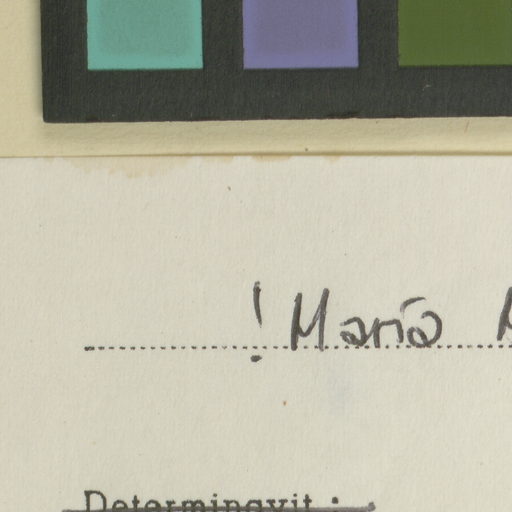 ! María
Determinavit :